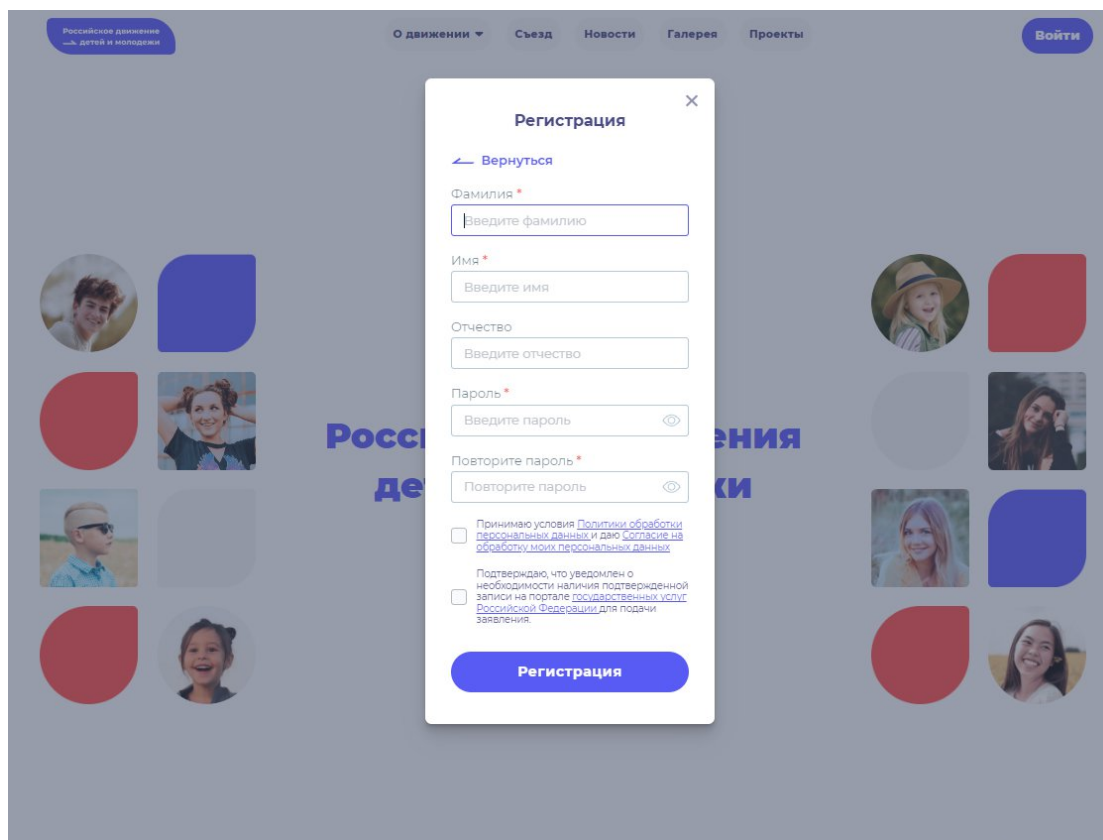 Российское движение
детей и молодежи
О движении
Съезд
Новости
Галерея
Проекты
Войти
Регистрация
Вернуться
Фамилия *
Введите фамилию
Имя *
Введите имя
Отчество
Введите отчество
Пароль *
Введите пароль
Повторите пароль *
Повторите пароль
Принимаю условия Политики обработки
персональных данных и даю Согласие на
обработку моих персональных данных
Подтверждаю, что уведомлен о
необходимости наличия подтвержденной
записи на портале государственных услуг
Российской Федерации для подачи
заявления.
Регистрация